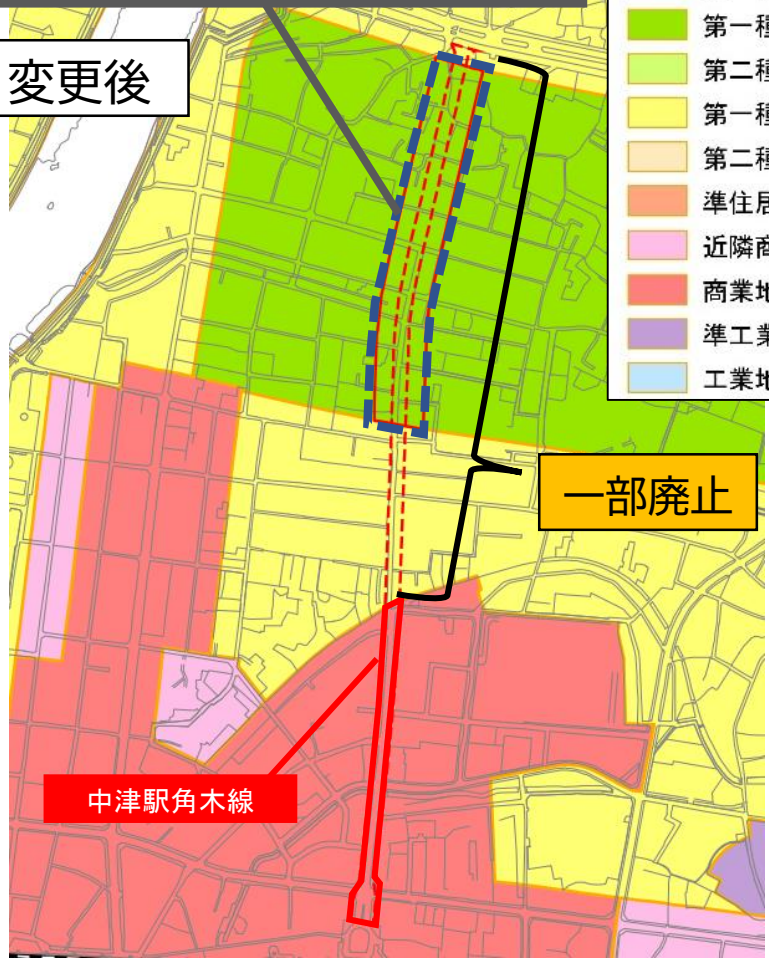 変更後
第一種
第二種
第一種
第二種
準住居
近隣商
商業地
準工業
工業地
一部廃止
中津駅角木線